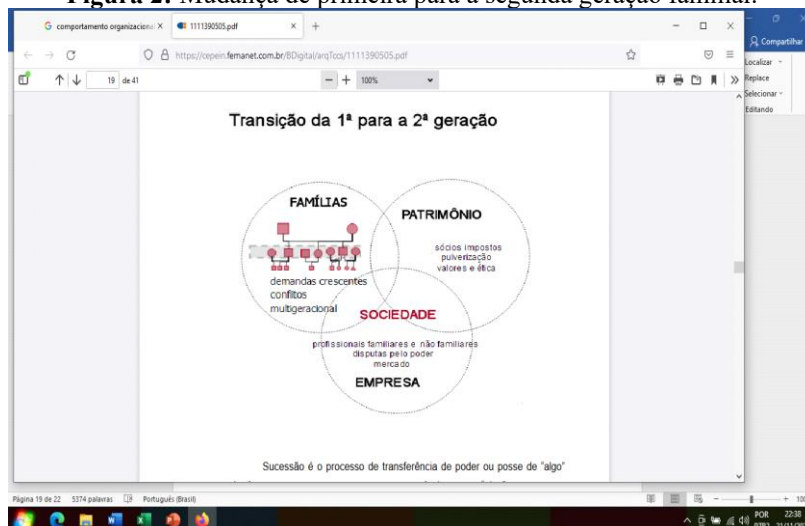 Figura 2: Mudança de primeira para a segunda geração familiar.
comportamento organizaciona
1111390505.pdf
Compartilhar
https://cepein.femanet.com.br/BDigital/arqTccs/1111390505.pdf
Localizar
19 de 41
100%
Replace
Selecionar
Editando
Transição da 1ª para a 2ª geração
FAMÍLIAS
PATRIMÔNIO
sócios impostos
pulverização
valores e ética
demandas crescentes
conflitos
multigeracional
SOCIEDADE
profissionais familiares e não familiares
disputas pelo poder
mercado
EMPRESA
Sucessão é o processo de transferência de poder ou posse de "algo"
Página 19 de 22 5374 palavras Português (Brasil)
100
POR 22:38